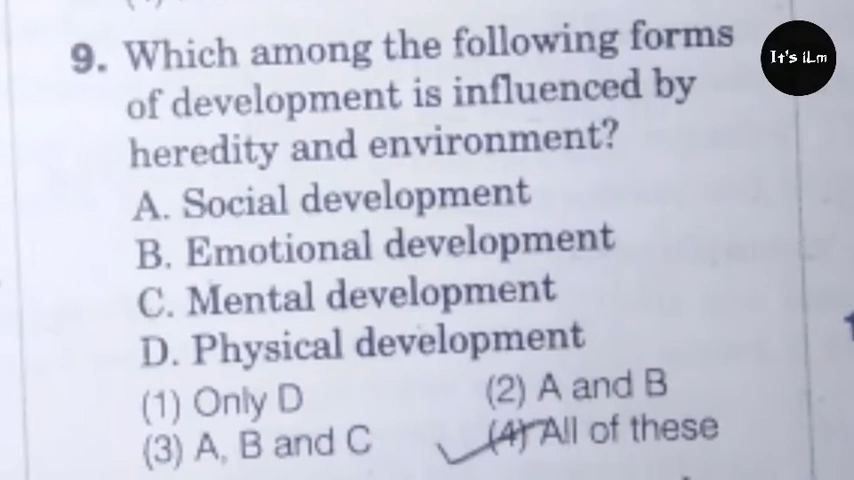 9. Which among the following forms
of development is influenced by
heredity and environment?
A. Social development
B. Emotional development
C. Mental development
D. Physical development
(1) Only D (2) A and B
(3) A, B and C (4) All of these
It's iLm